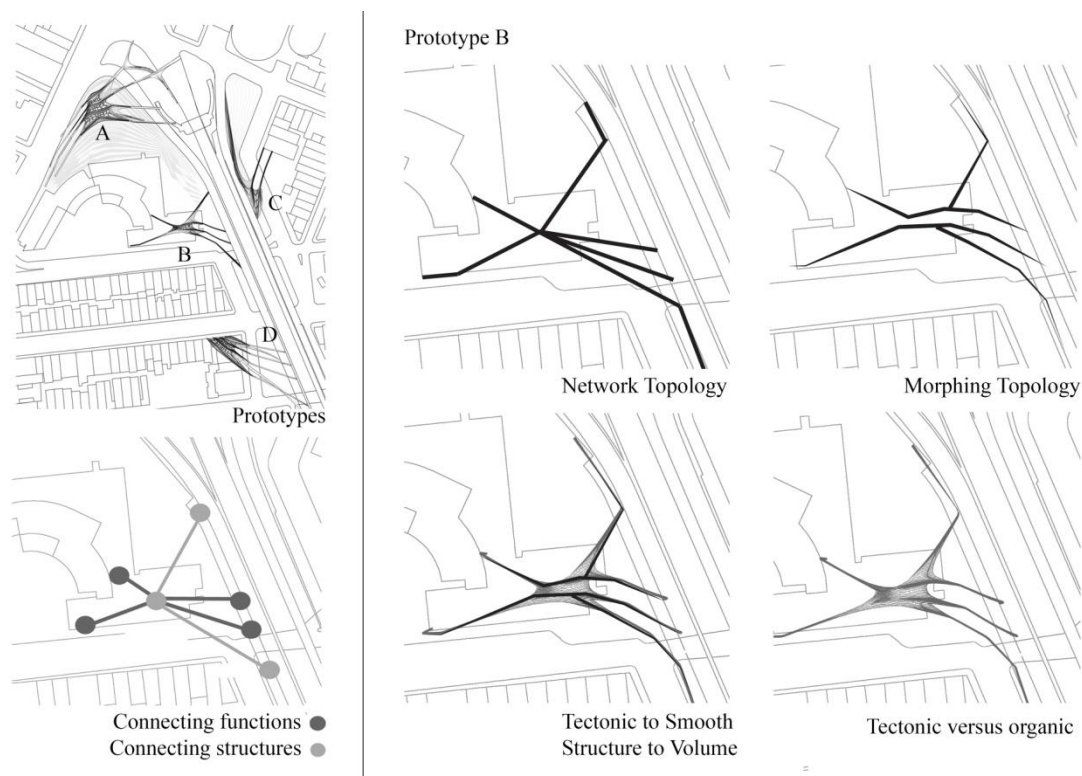 A
B
C
D
Prototypes
Connecting functions
Connecting structures
Prototype B
Network Topology
Morphing Topology
Tectonic to Smooth
Structure to Volume
Tectonic versus organic